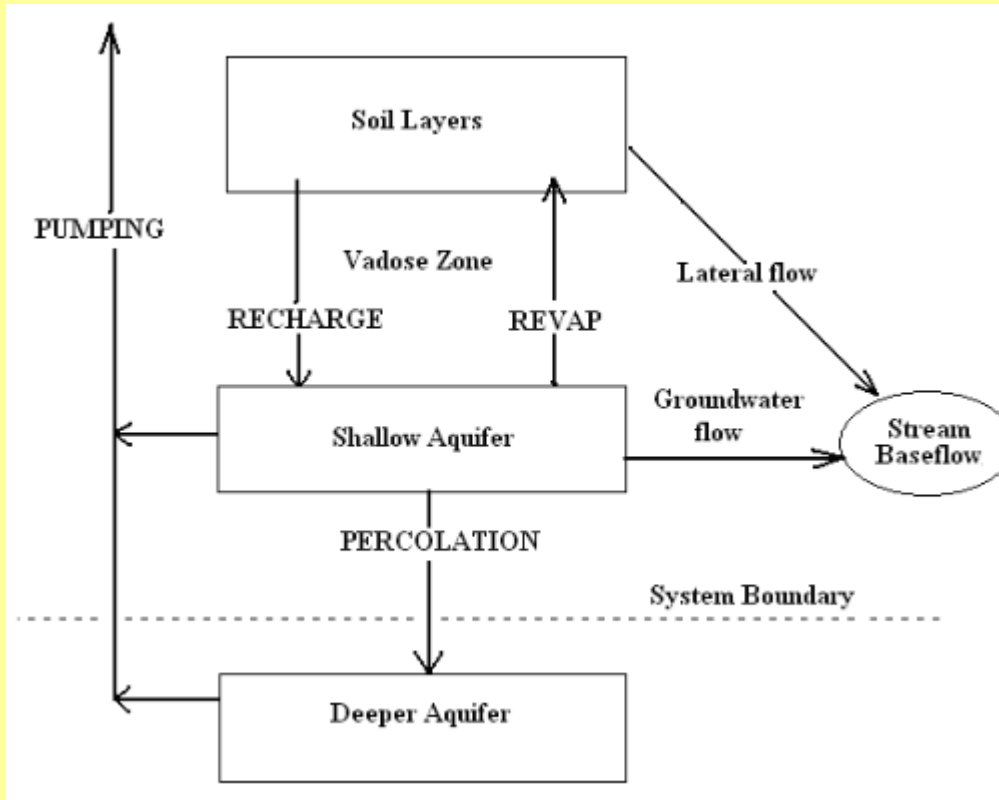 Soil Layers
PUMPING
Vadose Zone
Lateral flow
RECHARGE
REVAP
Groundwater
flow
Shallow Aquifer
Stream
Baseflow
PERCOLATION
System Boundary
Deeper Aquifer